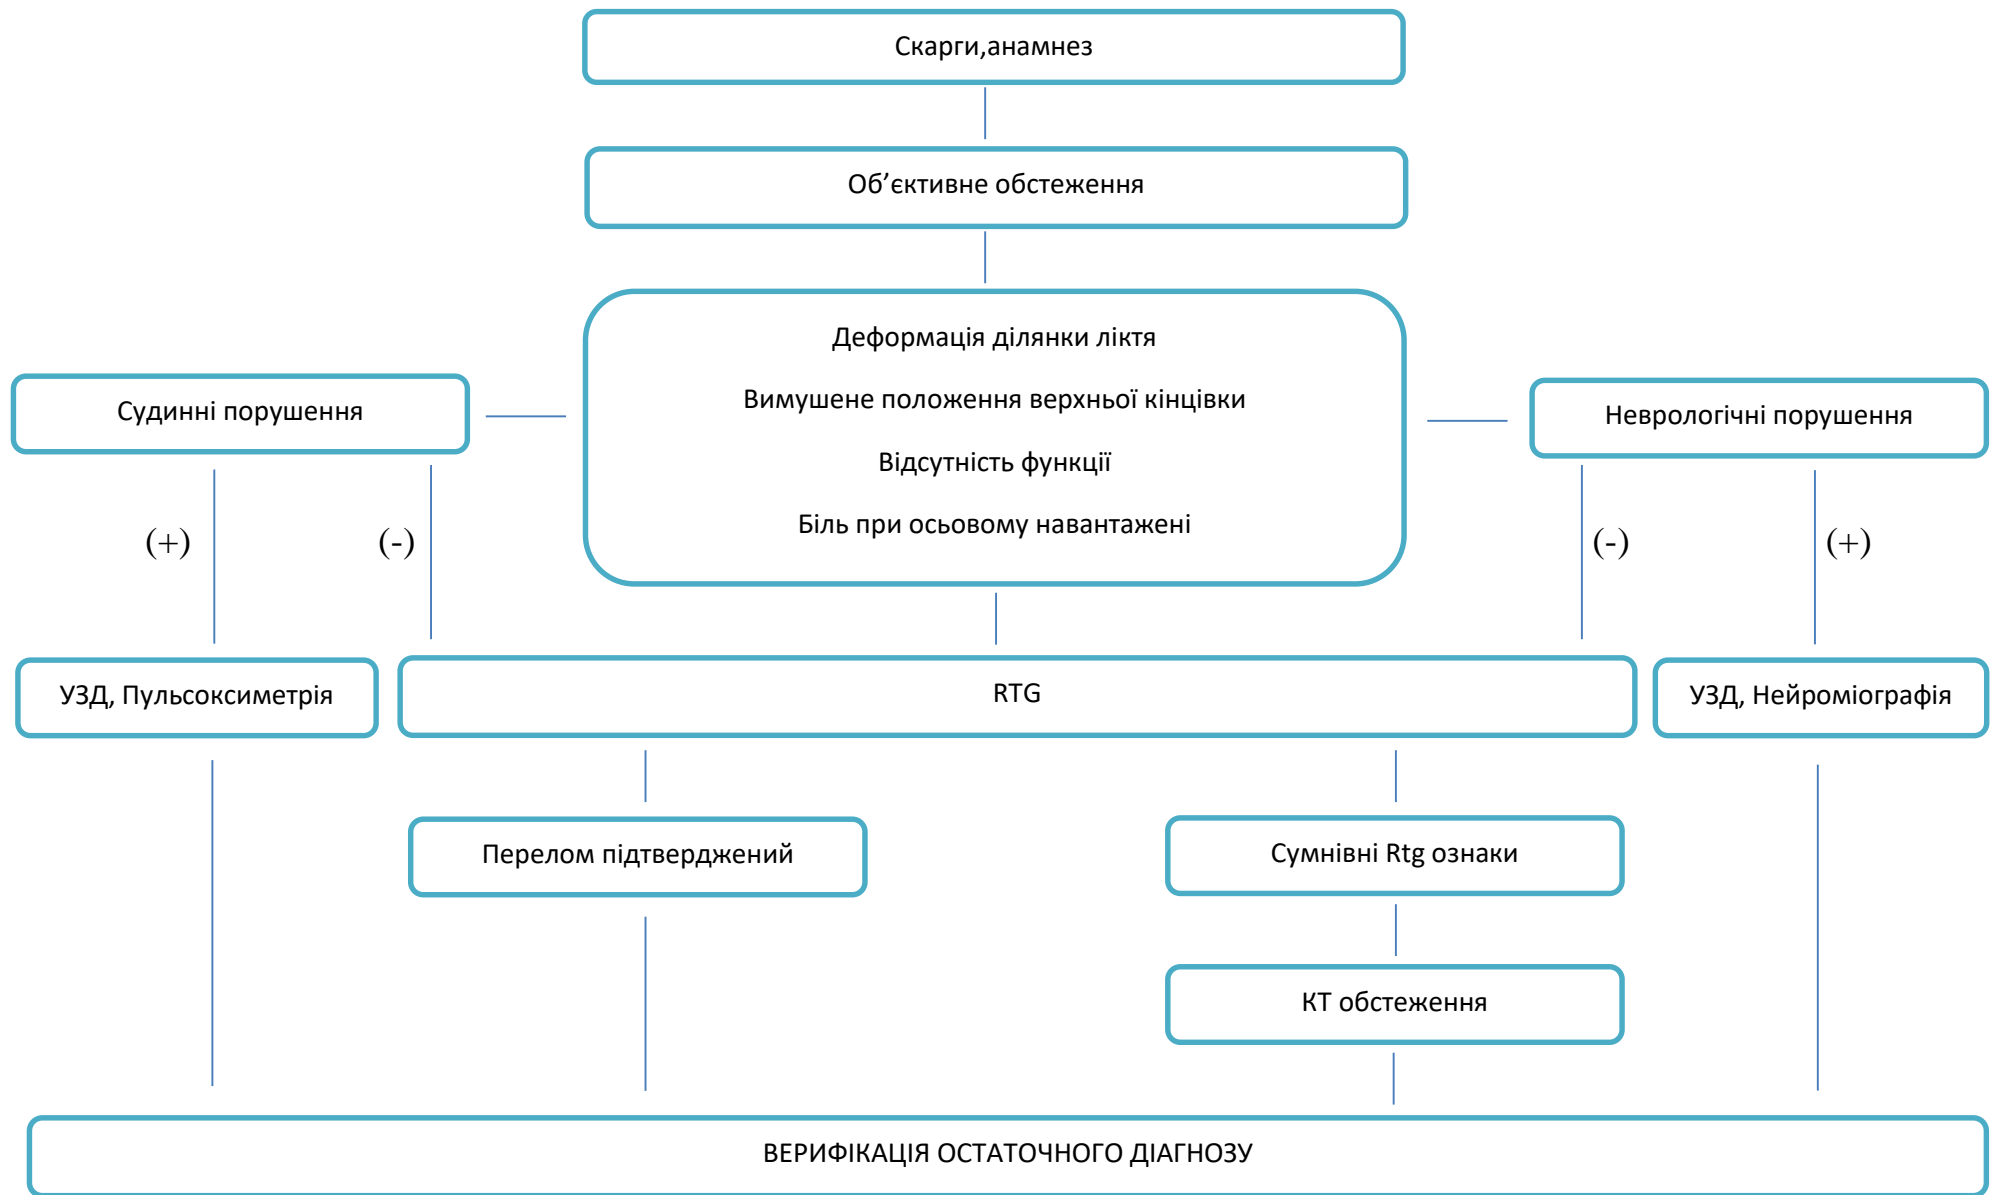 Скарги,анамнез
Об’єктивне обстеження
Деформація ділянки ліктя
Вимушене положення верхньої кінцівки
Відсутність функції
Біль при осьовому навантажені
Судинні порушення
Неврологічні порушення
(+)
(-)
(-)
(+)
УЗД, Пульсоксиметрія
RTG
УЗД, Нейроміографія
Перелом підтверджений
Сумнівні Rtg ознаки
КТ обстеження
ВЕРИФІКАЦІЯ ОСТАТОЧНОГО ДІАГНОЗУ